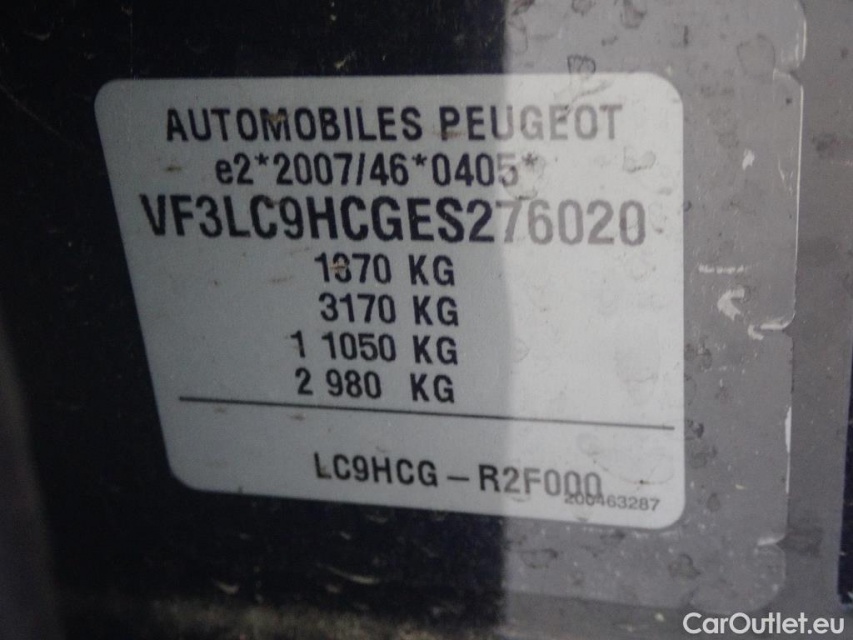 AUTOMOBILES PEUGEOT
e2*2007/46*0405*
VF3LC9HCGES276020
1870 KG
3170 KG
1 1050 KG
2 980 KG
LC9HCG – R2F000
200463287
CarOutlet.eu